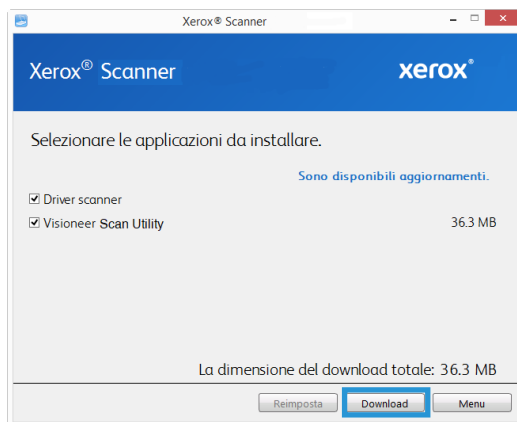 Xerox® Scanner
Xerox® Scanner
xerox®
Selezionare le applicazioni da installare.
Sono disponibili aggiornamenti.
Driver scanner
Visioneer Scan Utility 36.3 MB
La dimensione del download totale: 36.3 MB
Reimposta Download Menu